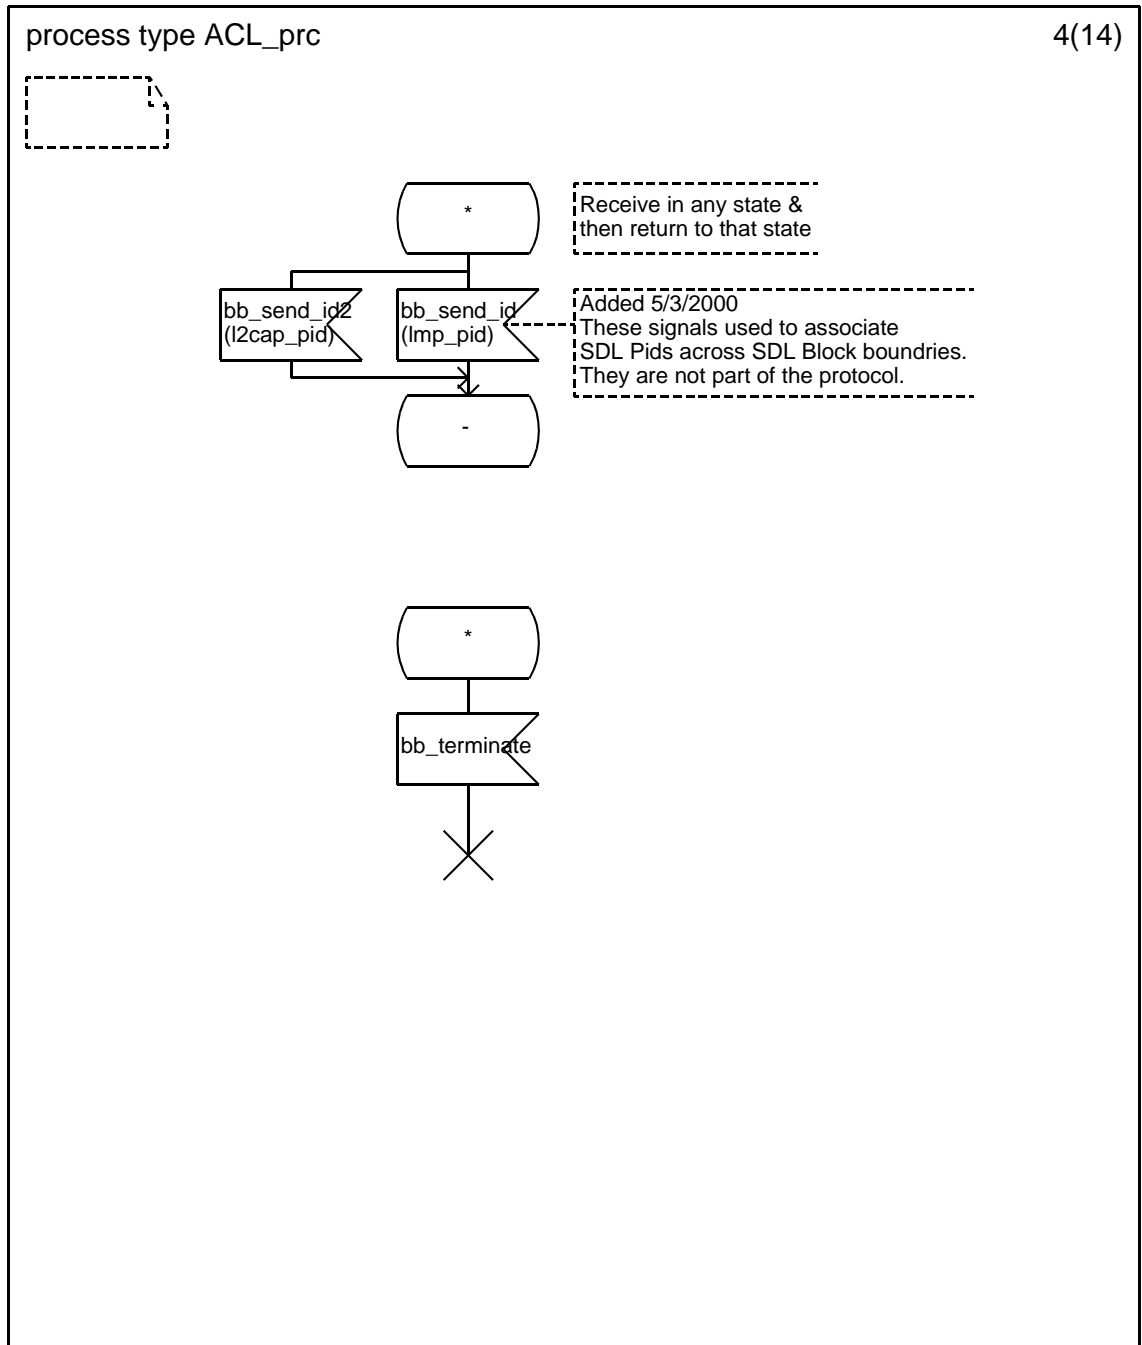 process type ACL_prc 4(14)
*
Receive in any state &
then return to that state
bb_send_id2
(l2cap_pid)
bb_send_id
(lmp_pid)
Added 5/3/2000
These signals used to associate
SDL Pids across SDL Block boundries.
They are not part of the protocol.
-
*
bb_terminate